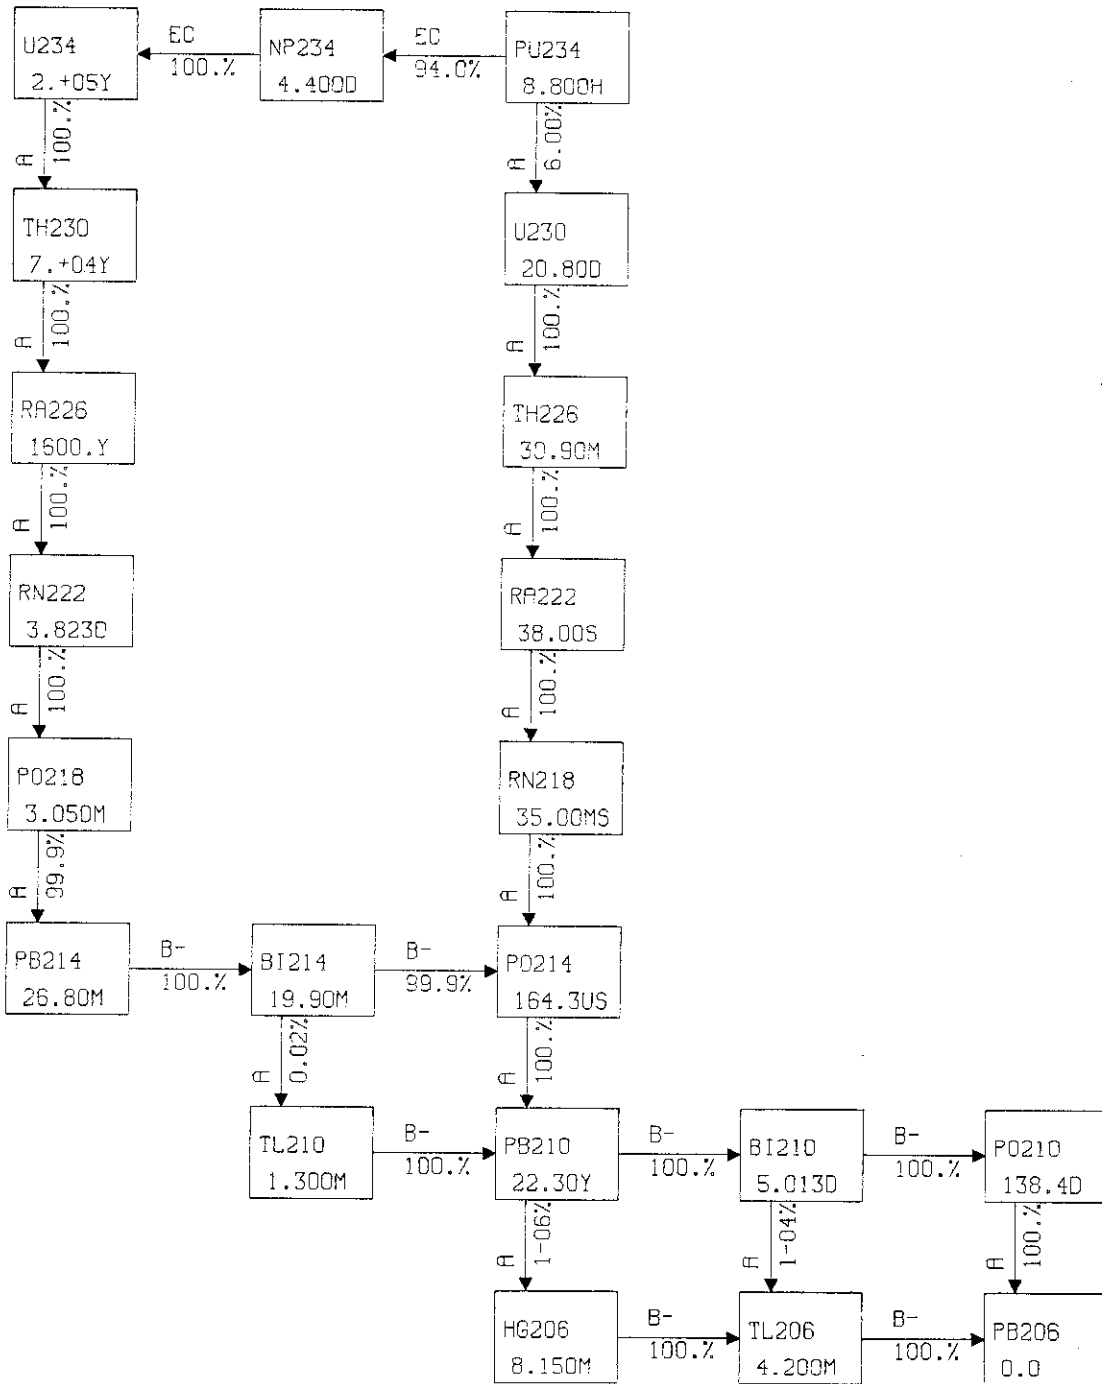 U234
2.+05Y
EC
100.%
NP234
4.400D
EC
94.0%
PU234
8.800H
A
100.%
A
6.00%
TH230
7.+04Y
U230
20.80D
A
100.%
A
100.%
RA226
1600.Y
TH226
30.90M
A
100.%
A
100.%
RN222
3.823D
RA222
38.00S
A
100.%
A
100.%
PO218
3.050M
RN218
35.00MS
A
99.9%
A
100.%
PB214
26.80M
B-
100.%
BI214
19.90M
B-
99.9%
PO214
164.3US
A
0.02%
A
100.%
TL210
1.300M
B-
100.%
PB210
22.30Y
B-
100.%
BI210
5.013D
B-
100.%
PO210
138.4D
A
1-06%
A
1-04%
A
100.%
HG206
8.150M
B-
100.%
TL206
4.200M
B-
100.%
PB206
0.0